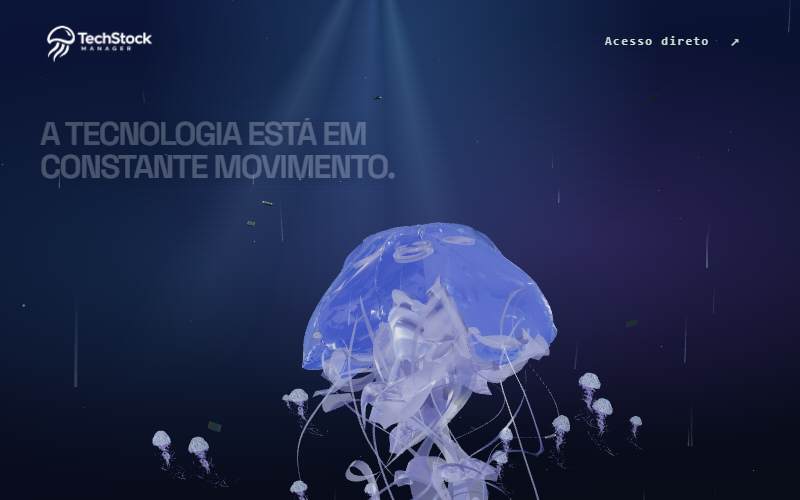 TechStock
MANAGER
Acesso direto ↗
A TECNOLOGIA ESTÁ EM
CONSTANTE MOVIMENTO.